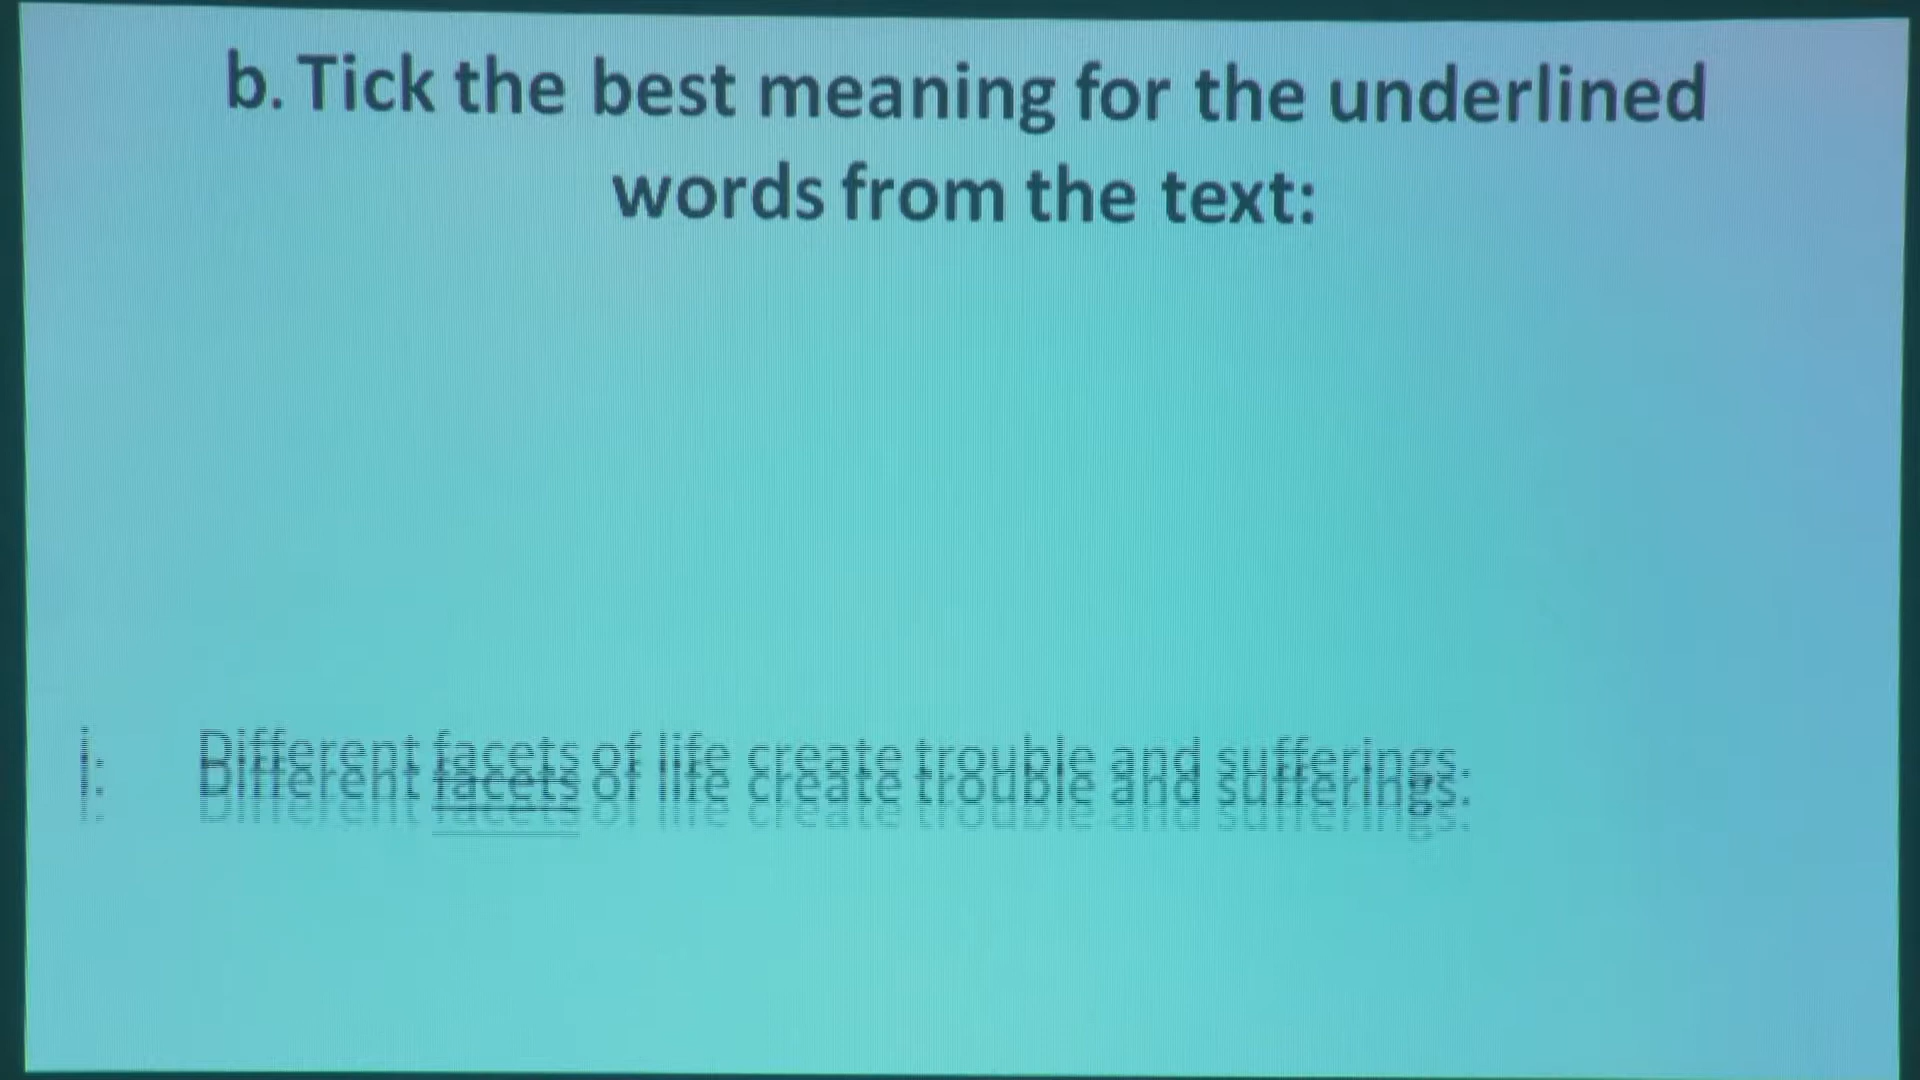 b. Tick the best meaning for the underlined
words from the text:
i. Different facets of life create trouble and sufferings.